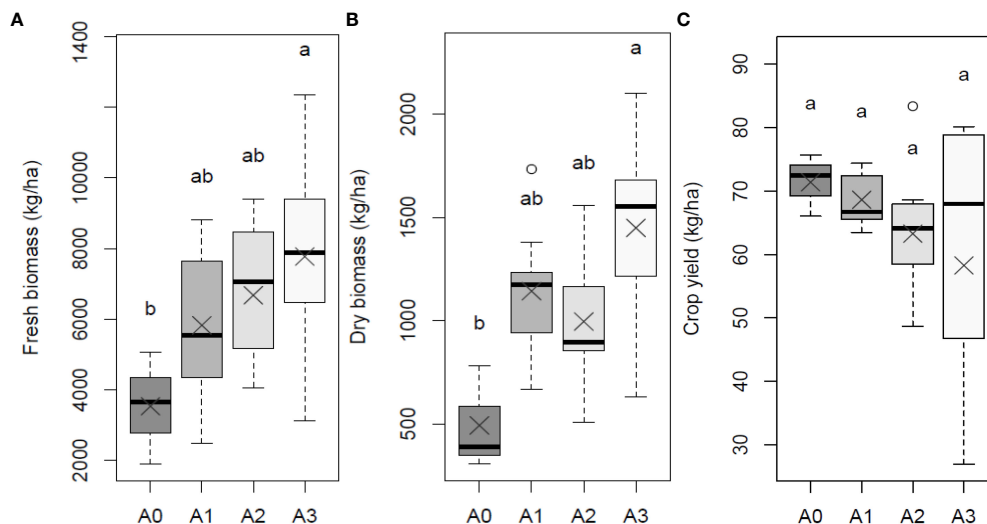 A
Fresh biomass (kg/ha)
1400
10000
8000
6000
4000
2000
b
ab
ab
a
A0 A1 A2 A3
B
Dry biomass (kg/ha)
2000
1500
1000
500
b
ab
ab
a
A0 A1 A2 A3
C
Crop yield (kg/ha)
90
80
70
60
50
40
30
a
a
a
a
A0 A1 A2 A3